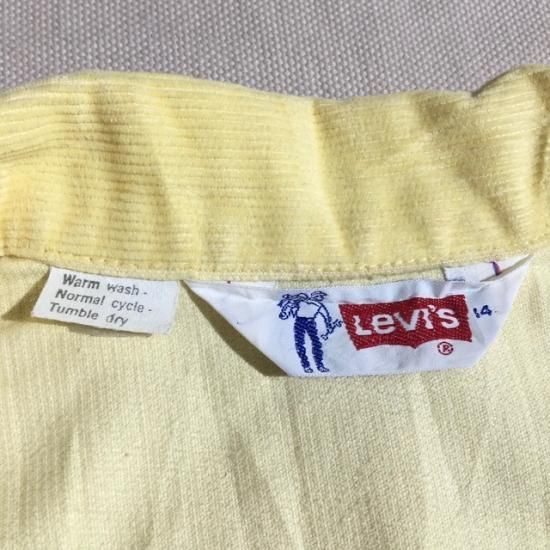 Warm wash -
Normal cycle -
Tumble dry
Levi's 14
®